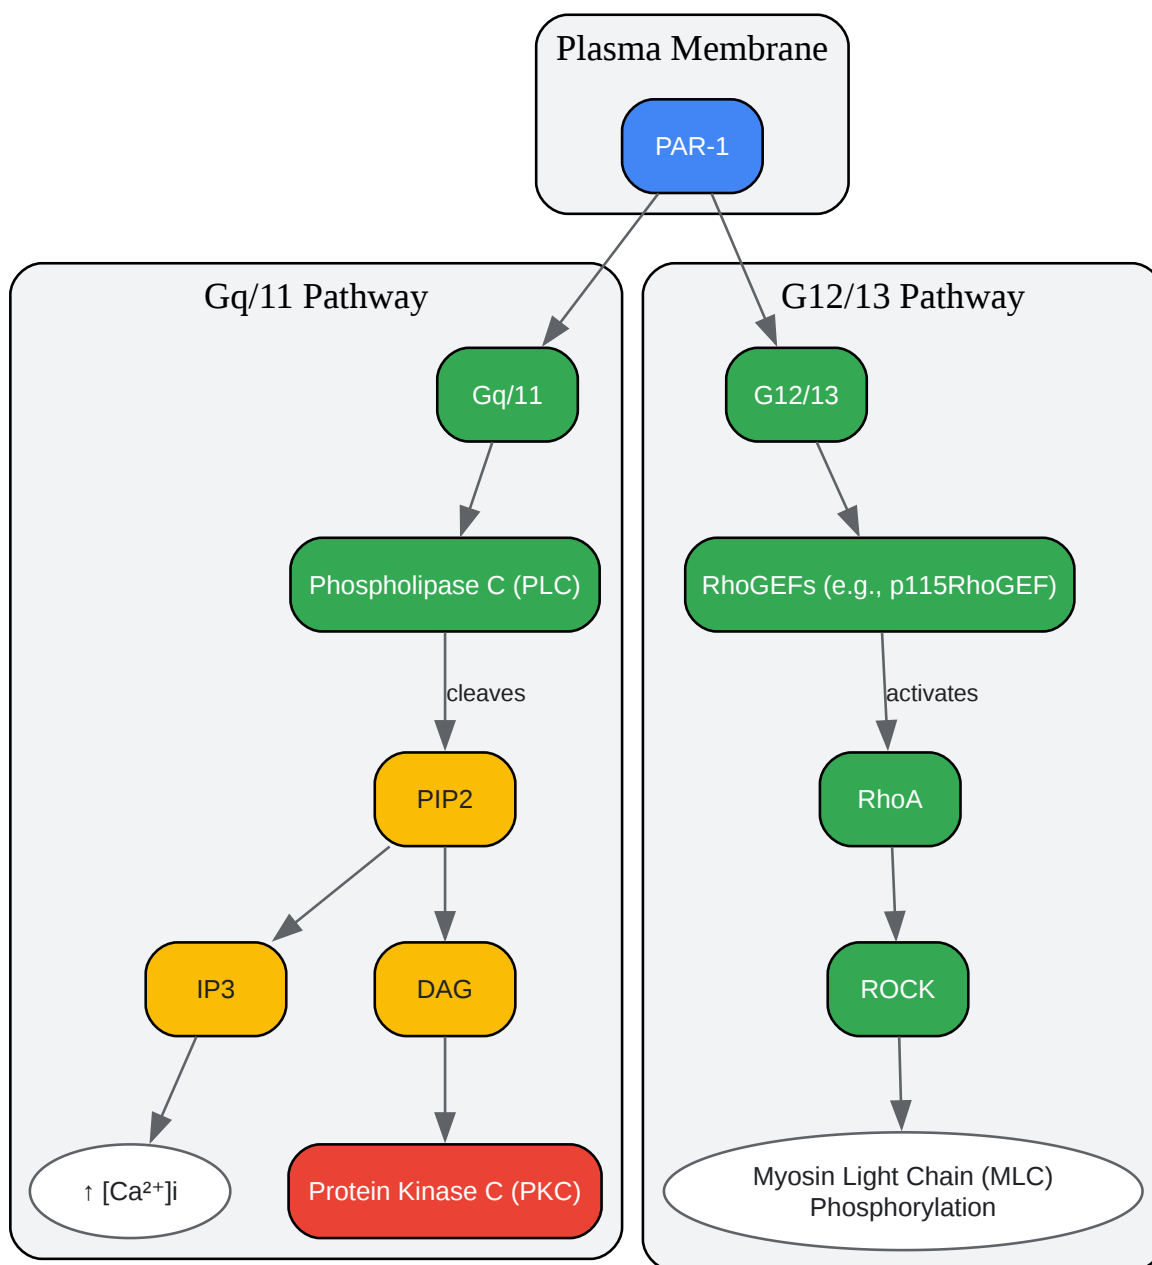 Plasma Membrane
PAR-1
Gq/11 Pathway
G12/13 Pathway
Gq/11
G12/13
Phospholipase C (PLC)
RhoGEFs (e.g., p115RhoGEF)
cleaves
activates
PIP2
RhoA
IP3
DAG
ROCK
↑ [Ca²⁺]i
Protein Kinase C (PKC)
Myosin Light Chain (MLC)
Phosphorylation